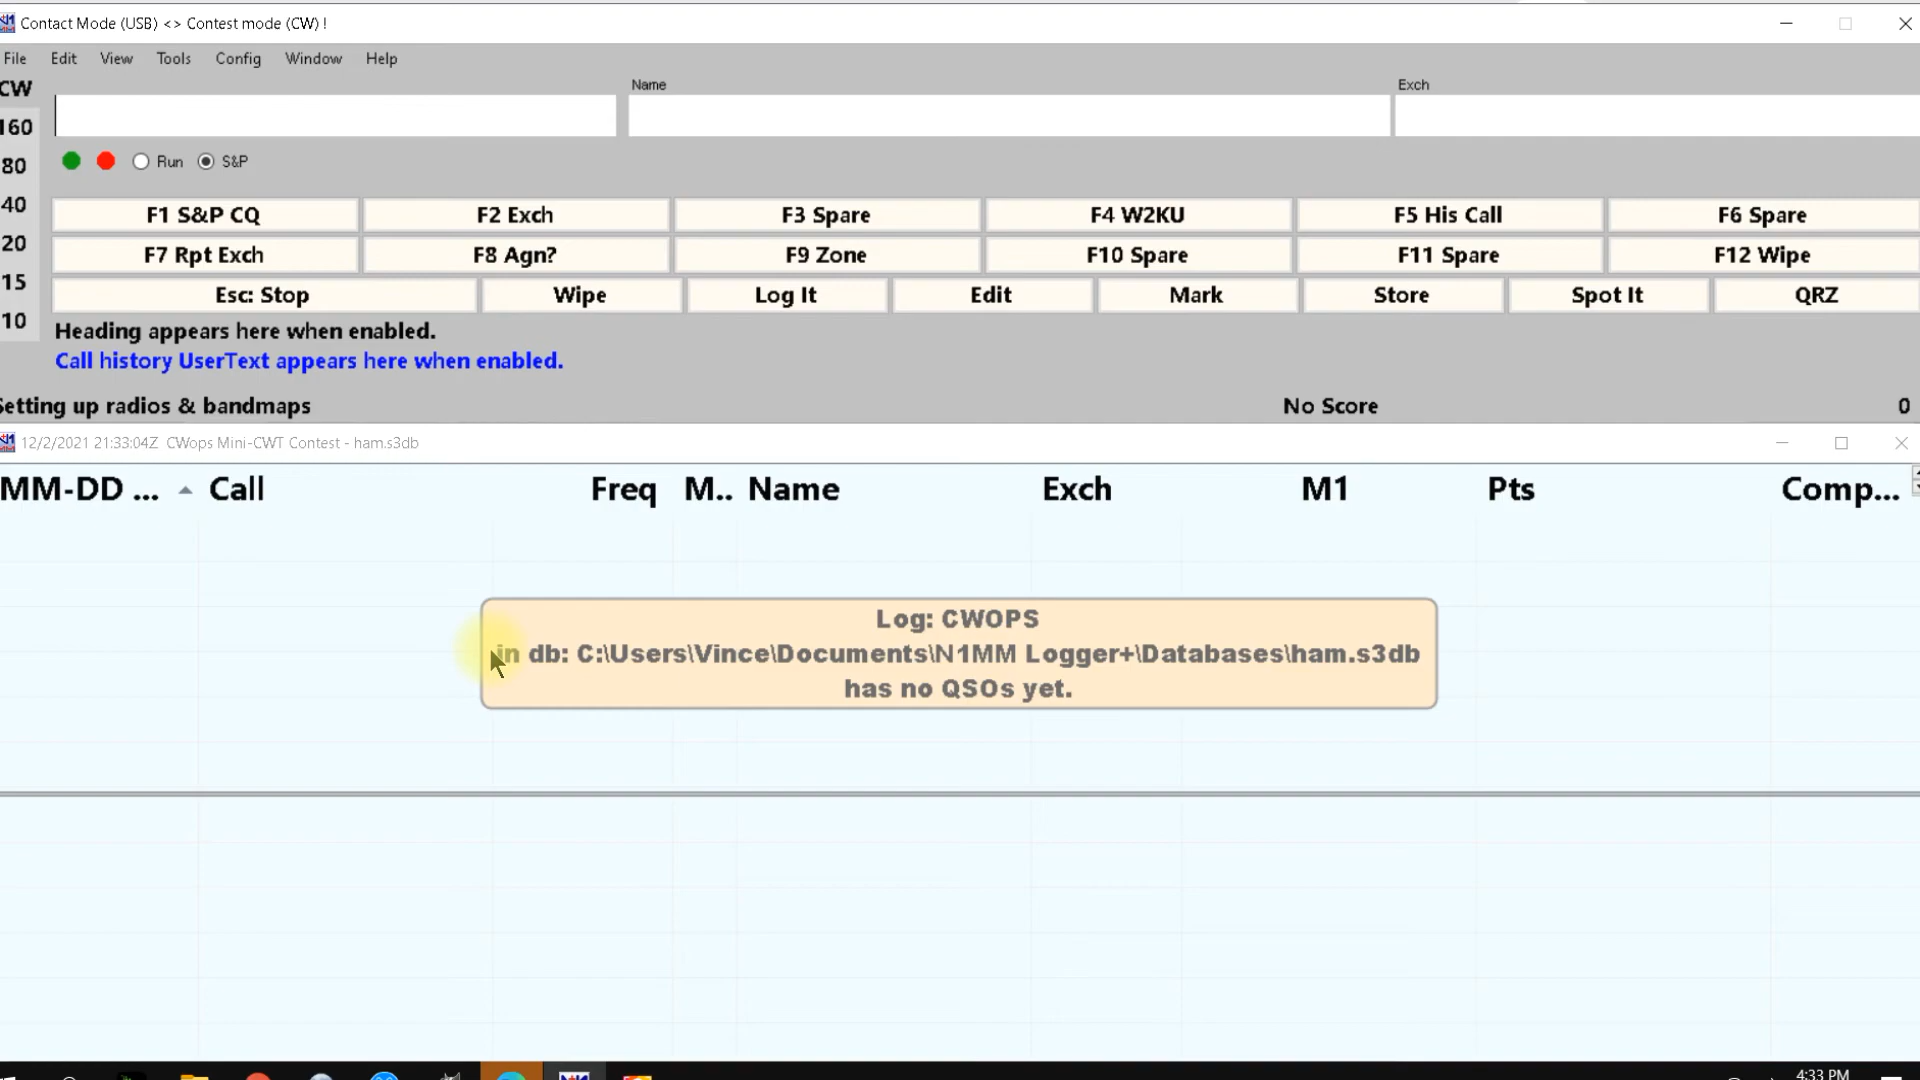 Contact Mode (USB) <> Contest mode (CW) !
File Edit View Tools Config Window Help
CW
Name Exch
160
80
Run S&P
40
F1 S&P CQ F2 Exch F3 Spare F4 W2KU F5 His Call F6 Spare
20
F7 Rpt Exch F8 Agn? F9 Zone F10 Spare F11 Spare F12 Wipe
15
Esc: Stop Wipe Log It Edit Mark Store Spot It QRZ
10
Heading appears here when enabled.
Call history UserText appears here when enabled.
Setting up radios & bandmaps No Score 0
12/2/2021 21:33:04Z CWops Mini-CWT Contest - ham.s3db
MM-DD ... Call Freq M.. Name Exch M1 Pts Comp...
Log: CWOPS
in db: C:\Users\Vince\Documents\N1MM Logger+\Databases\ham.s3db
has no QSOs yet.
4:33 PM